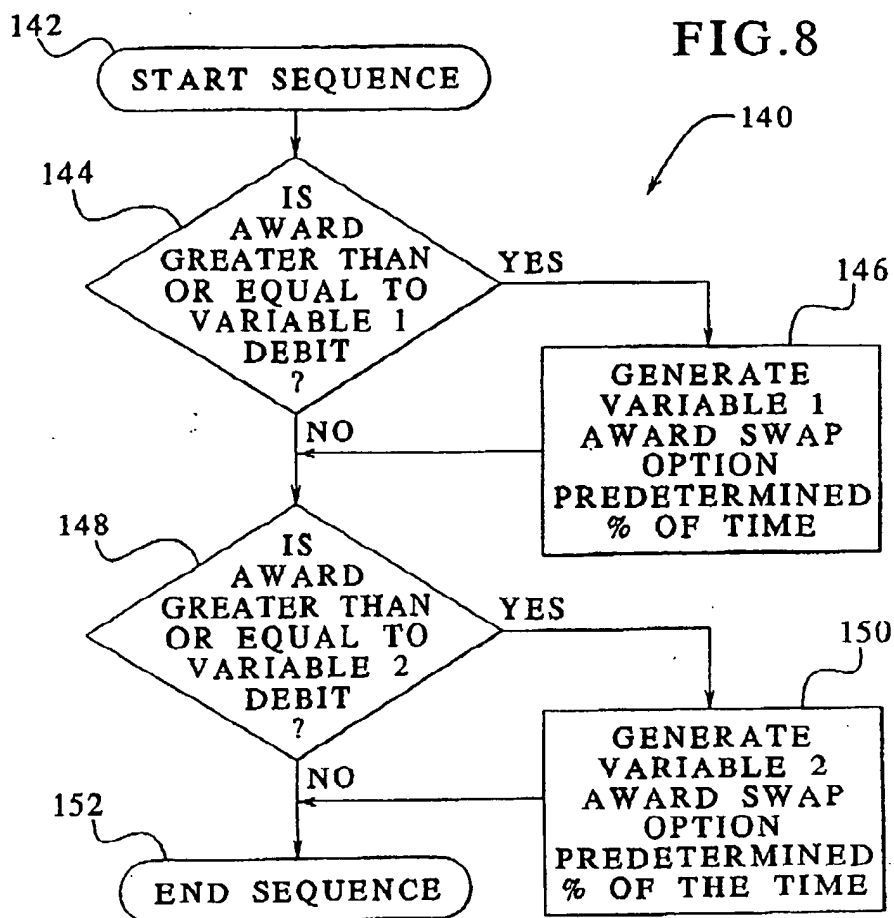 FIG.8
142
START SEQUENCE
140
144
IS
AWARD
GREATER THAN
OR EQUAL TO
VARIABLE 1
DEBIT
?
YES
146
GENERATE
VARIABLE 1
AWARD SWAP
OPTION
PREDETERMINED
% OF TIME
NO
148
IS
AWARD
GREATER THAN
OR EQUAL TO
VARIABLE 2
DEBIT
?
YES
150
GENERATE
VARIABLE 2
AWARD SWAP
OPTION
PREDETERMINED
% OF THE TIME
NO
152
END SEQUENCE